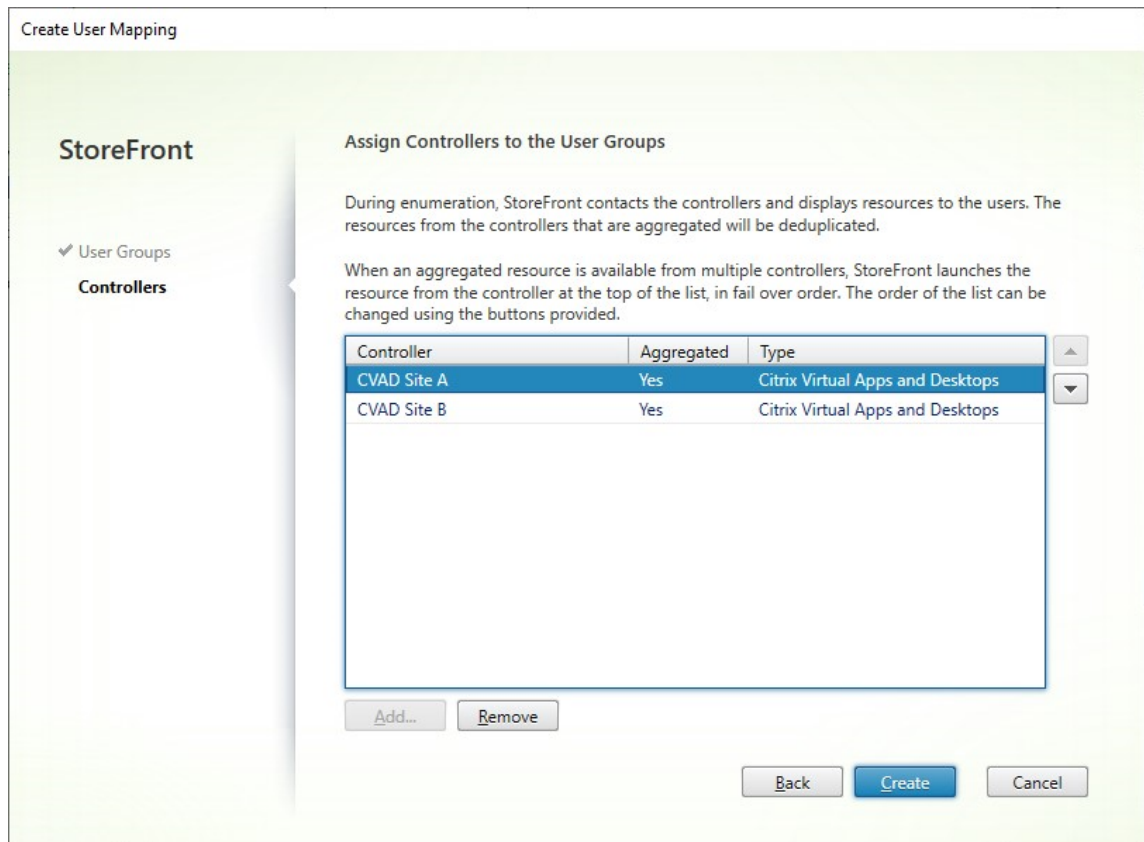 Create User Mapping
StoreFront
✔ User Groups
Controllers
Assign Controllers to the User Groups
During enumeration, StoreFront contacts the controllers and displays resources to the users. The
resources from the controllers that are aggregated will be deduplicated.
When an aggregated resource is available from multiple controllers, StoreFront launches the
resource from the controller at the top of the list, in fail over order. The order of the list can be
changed using the buttons provided.
Controller Aggregated Type
CVAD Site A Yes Citrix Virtual Apps and Desktops
CVAD Site B Yes Citrix Virtual Apps and Desktops
Add... Remove
Back Create Cancel